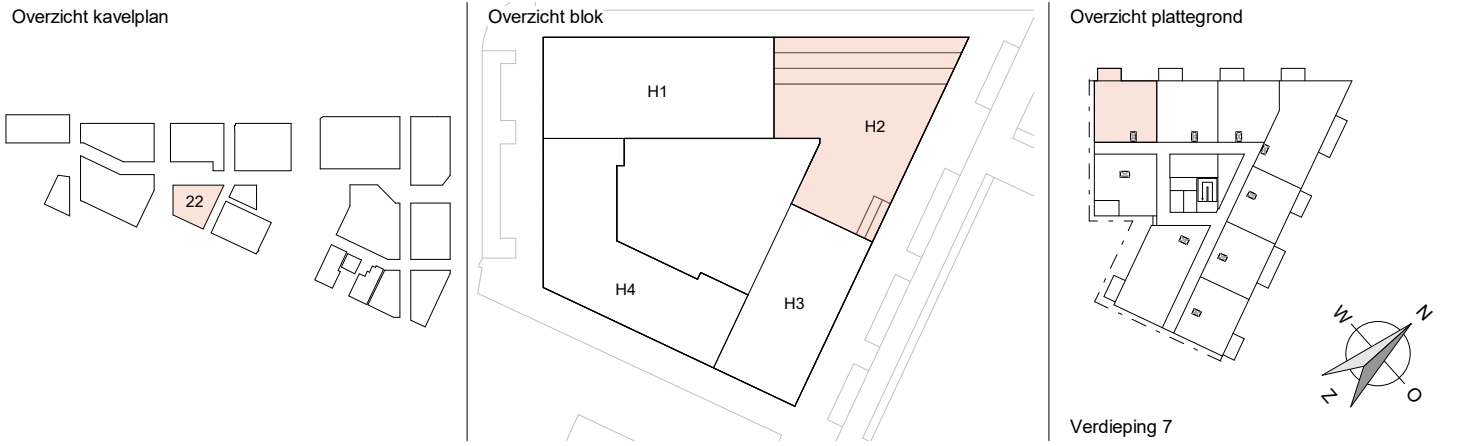 Overzicht kavelplan
22
Overzicht blok
H1
H2
H3
H4
Overzicht plattegrond
W
N
Z
O
Verdieping 7